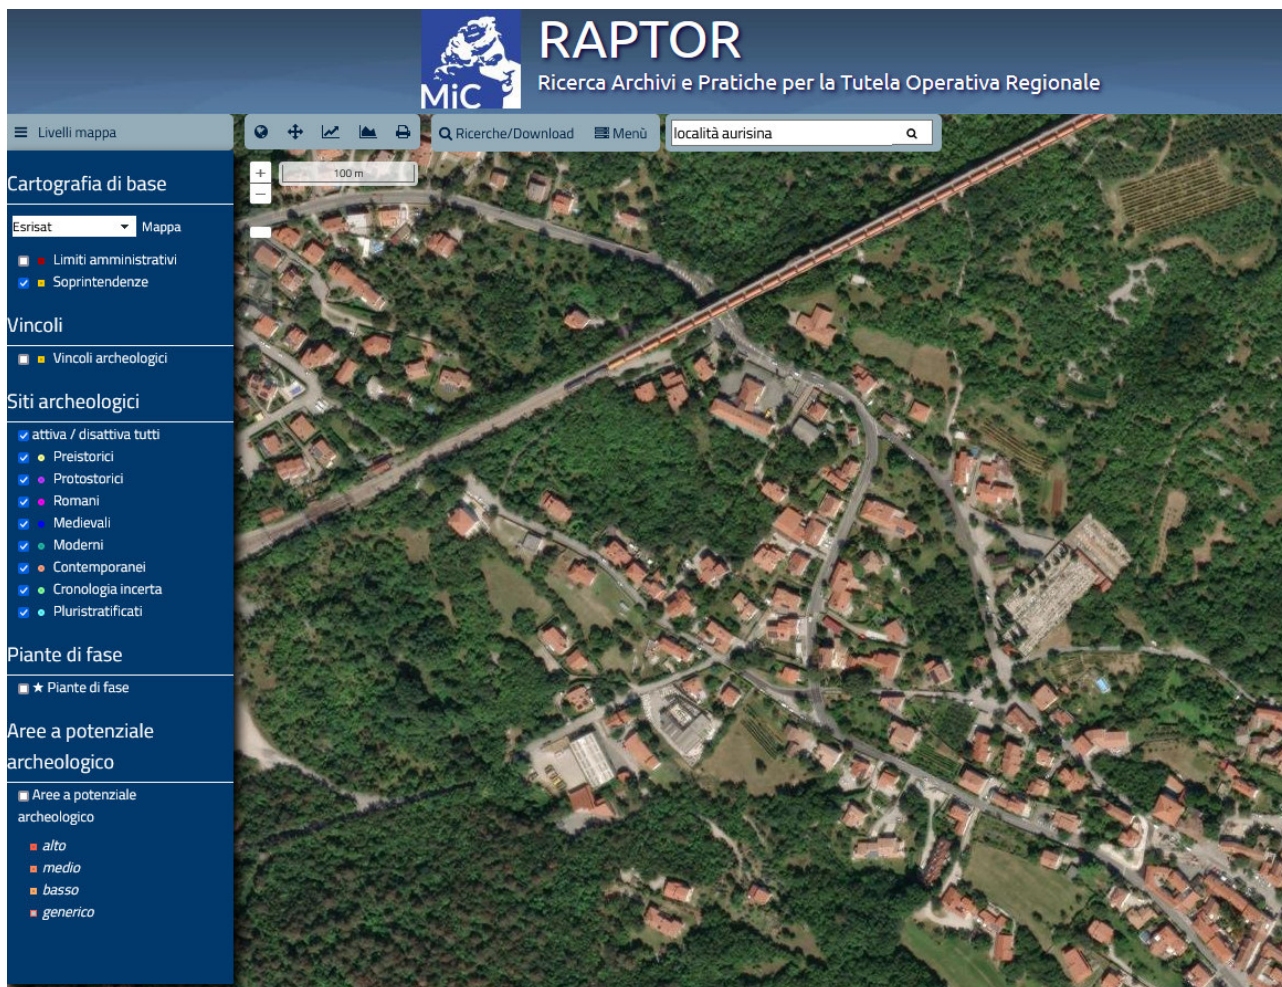 RAPTOR
Ricerca Archivi e Pratiche per la Tutela Operativa Regionale
MiC
Livelli mappa
Ricerche/Download
Menù
località aurisina
+
100 m
−
Cartografia di base
Esrisat
Mappa
Limiti amministrativi
Soprintendenze
Vincoli
Vincoli archeologici
Siti archeologici
attiva / disattiva tutti
Preistorici
Protostorici
Romani
Medievali
Moderni
Contemporanei
Cronologia incerta
Pluristratificati
Piante di fase
Piante di fase
Aree a potenziale
archeologico
Aree a potenziale
archeologico
alto
medio
basso
generico